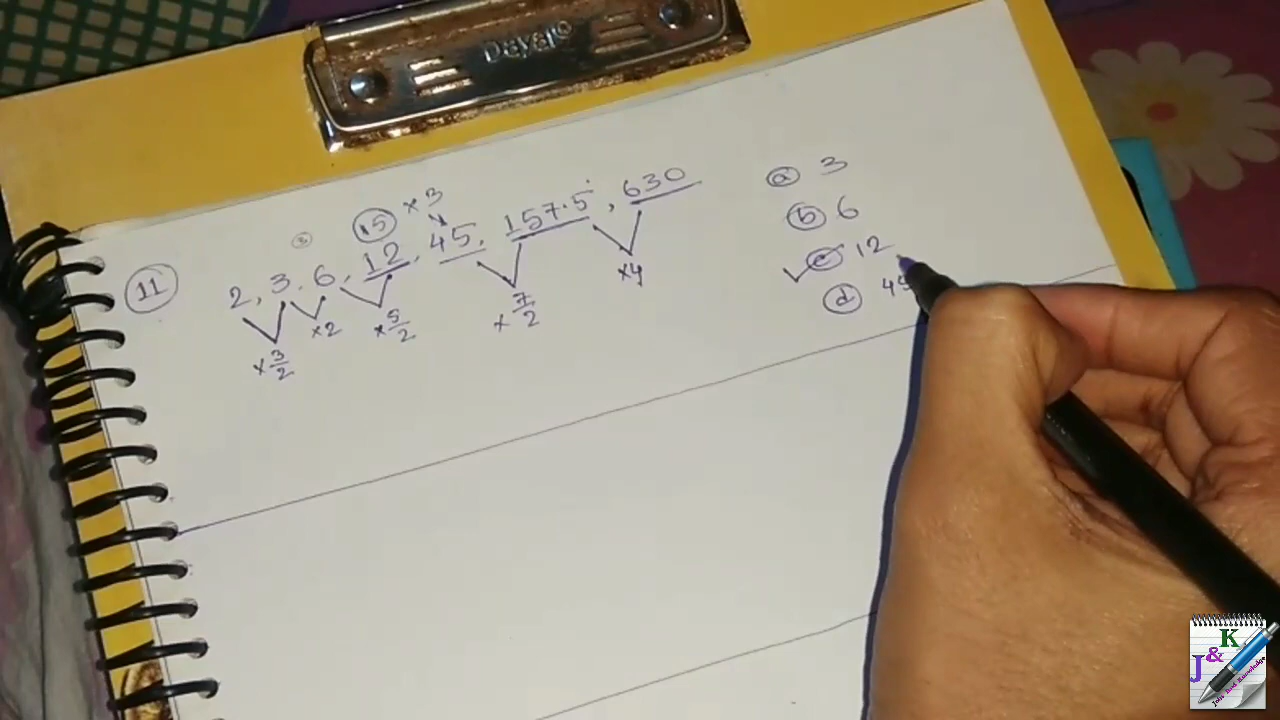 Dayal®
15 × 3
11
2, 3, 6, 12, 45, 157.5, 630
×3/2 ×2 ×5/2 ×7/2 ×4
a 3
b 6
c 12
d 45
J&K